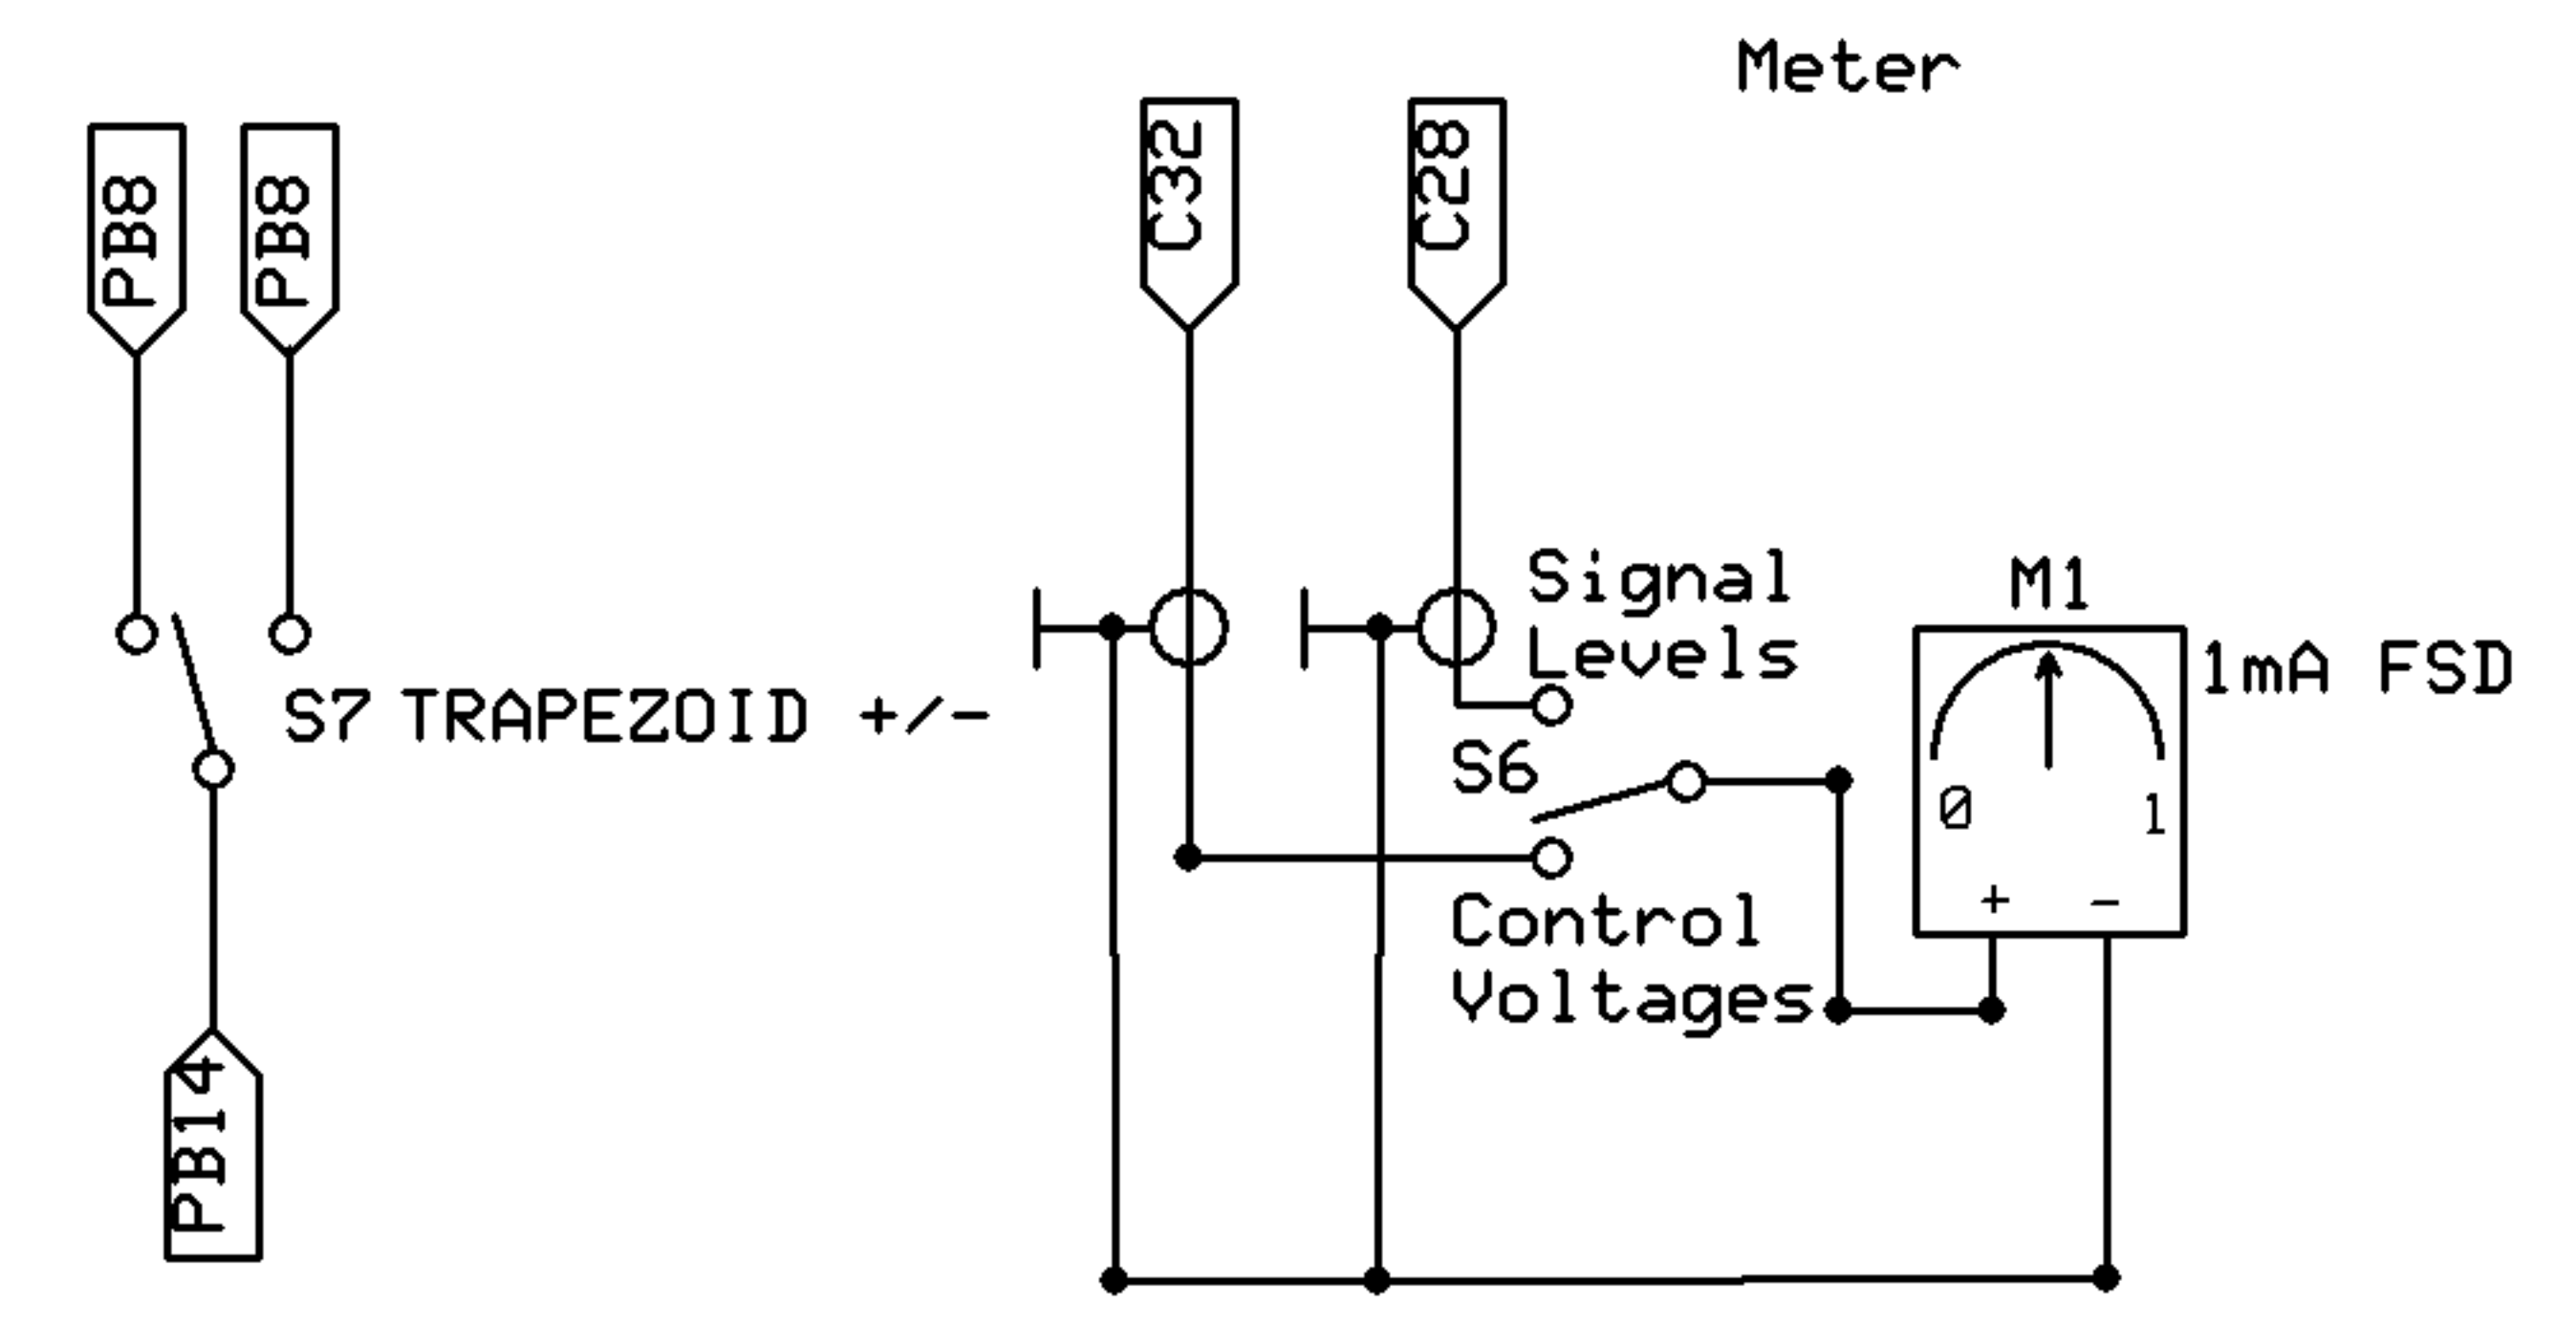 Meter
PB8
PB8
C32
C28
Signal
Levels
M1
1mA FSD
S7 TRAPEZOID +/-
S6
0
1
+
-
Control
Voltages
PB14